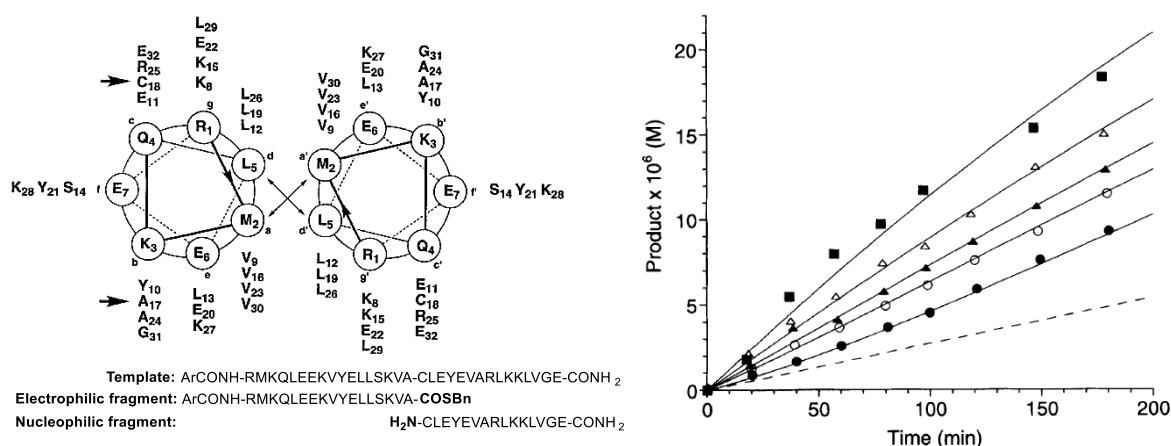 L29
E22
K15
K8
E32
R25
C18
E11
g
R1
c
Q4
L26
L19
L12
d
L5
K28 Y21 S14
f
E7
M2
a
K3
b
E6
e
Y10
A17
A24
G31
L13
E20
K27
V9
V16
V23
V30
K27
E20
L13
G31
A24
A17
Y10
V30
V23
V16
V9
e'
E6
b'
K3
a'
M2
E7
f'
S14 Y21 K28
L5
d'
R1
g'
Q4
c'
L12
L19
L26
K8
K15
E22
L29
E11
C18
R25
E32
Template: ArCONH-RMKQLEEKVYELLSKVA-CLEYEVARLKKLVGE-CONH2
Electrophilic fragment: ArCONH-RMKQLEEKVYELLSKVA-COSBn
Nucleophilic fragment: H2N-CLEYEVARLKKLVGE-CONH2
Product x 10^6 (M)
20
15
10
5
0
0 50 100 150 200
Time (min)